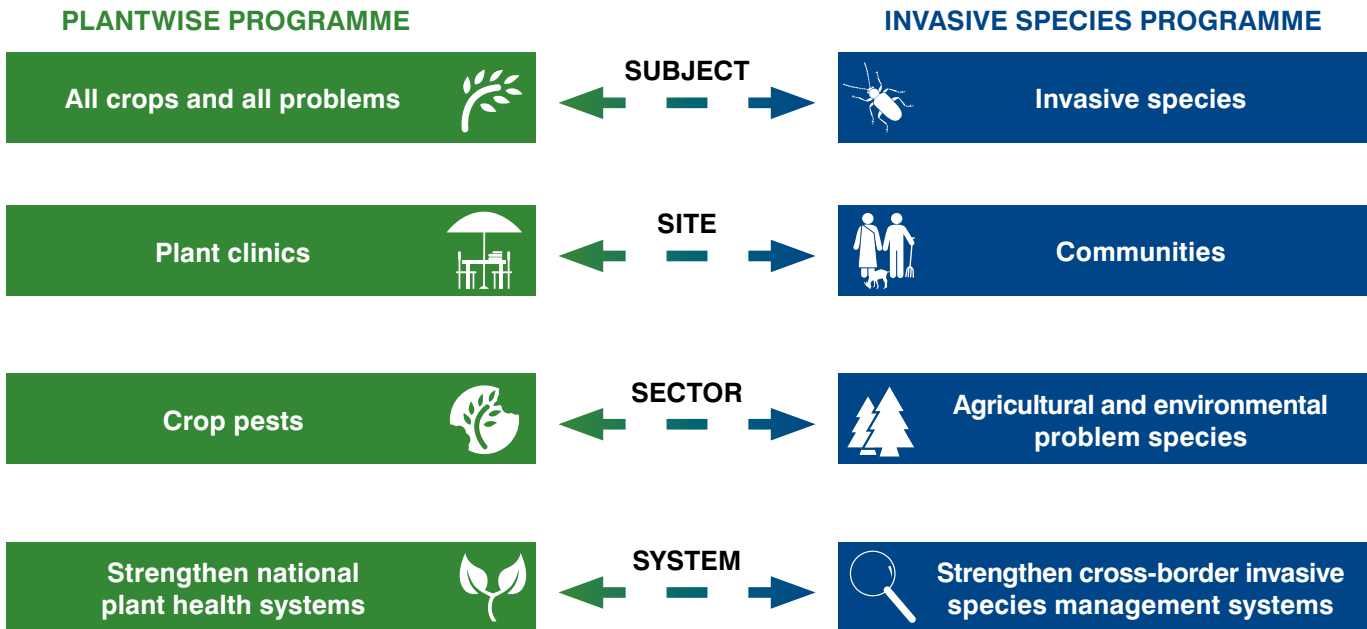 PLANTWISE PROGRAMME
INVASIVE SPECIES PROGRAMME
All crops and all problems
SUBJECT
Invasive species
Plant clinics
SITE
Communities
Crop pests
SECTOR
Agricultural and environmental
problem species
Strengthen national
plant health systems
SYSTEM
Strengthen cross-border invasive
species management systems